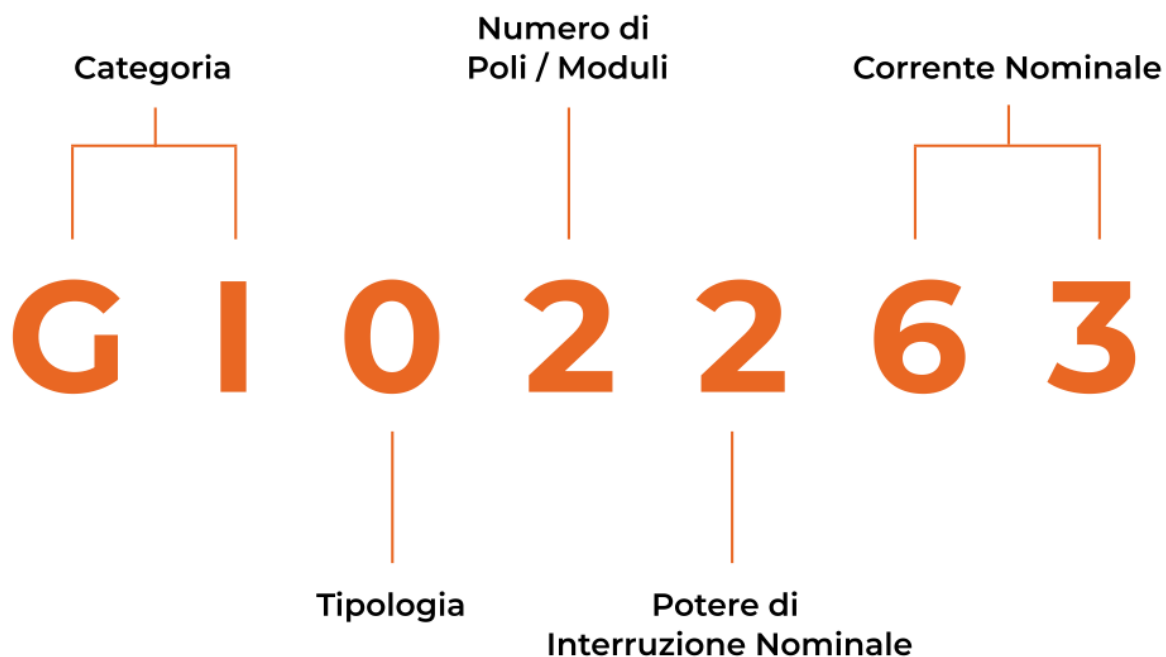 Numero di
Poli / Moduli
Categoria
Corrente Nominale
G I 0 2 2 6 3
Tipologia
Potere di
Interruzione Nominale